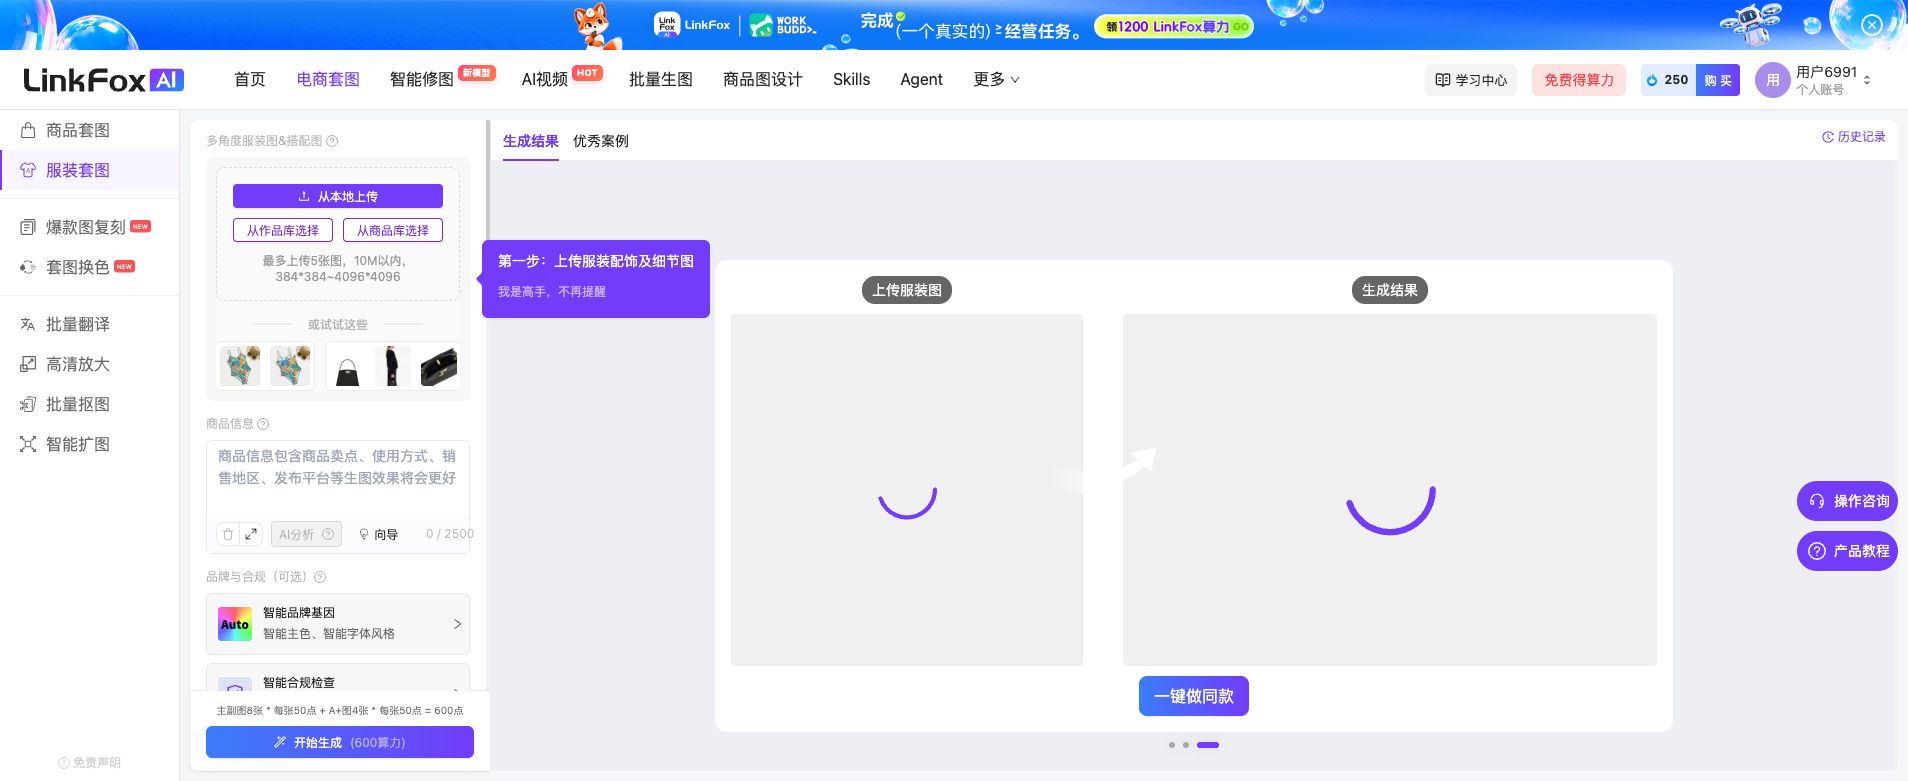 Link Fox AI LinkFox | WORK BUDD>_ 完成 (一个真实的) 经营任务。 领1200 LinkFox算力 GO
LinkFox AI 首页 电商套图 智能修图 新模型 AI视频 HOT 批量生图 商品图设计 Skills Agent 更多 学习中心 免费得算力 250 购买 用 用户6991
个人账号
商品套图
服装套图
爆款图复刻 NEW
套图换色 NEW
批量翻译
高清放大
批量抠图
智能扩图
免责声明
多角度服装图&搭配图
从本地上传
从作品库选择 从商品库选择
最多上传5张图，10M以内，
384*384~4096*4096
或试试这些
商品信息
商品信息包含商品卖点、使用方式、销
售地区、发布平台等生图效果将会更好
AI分析 向导 0 / 2500
品牌与合规（可选）
Auto 智能品牌基因
智能主色、智能字体风格
智能合规检查
主副图8张 * 每张50点 + A+图4张 * 每张50点 = 600点
开始生成 (600算力)
生成结果 优秀案例 历史记录
第一步：上传服装配饰及细节图
我是高手，不再提醒
上传服装图 生成结果
一键做同款
操作咨询
产品教程